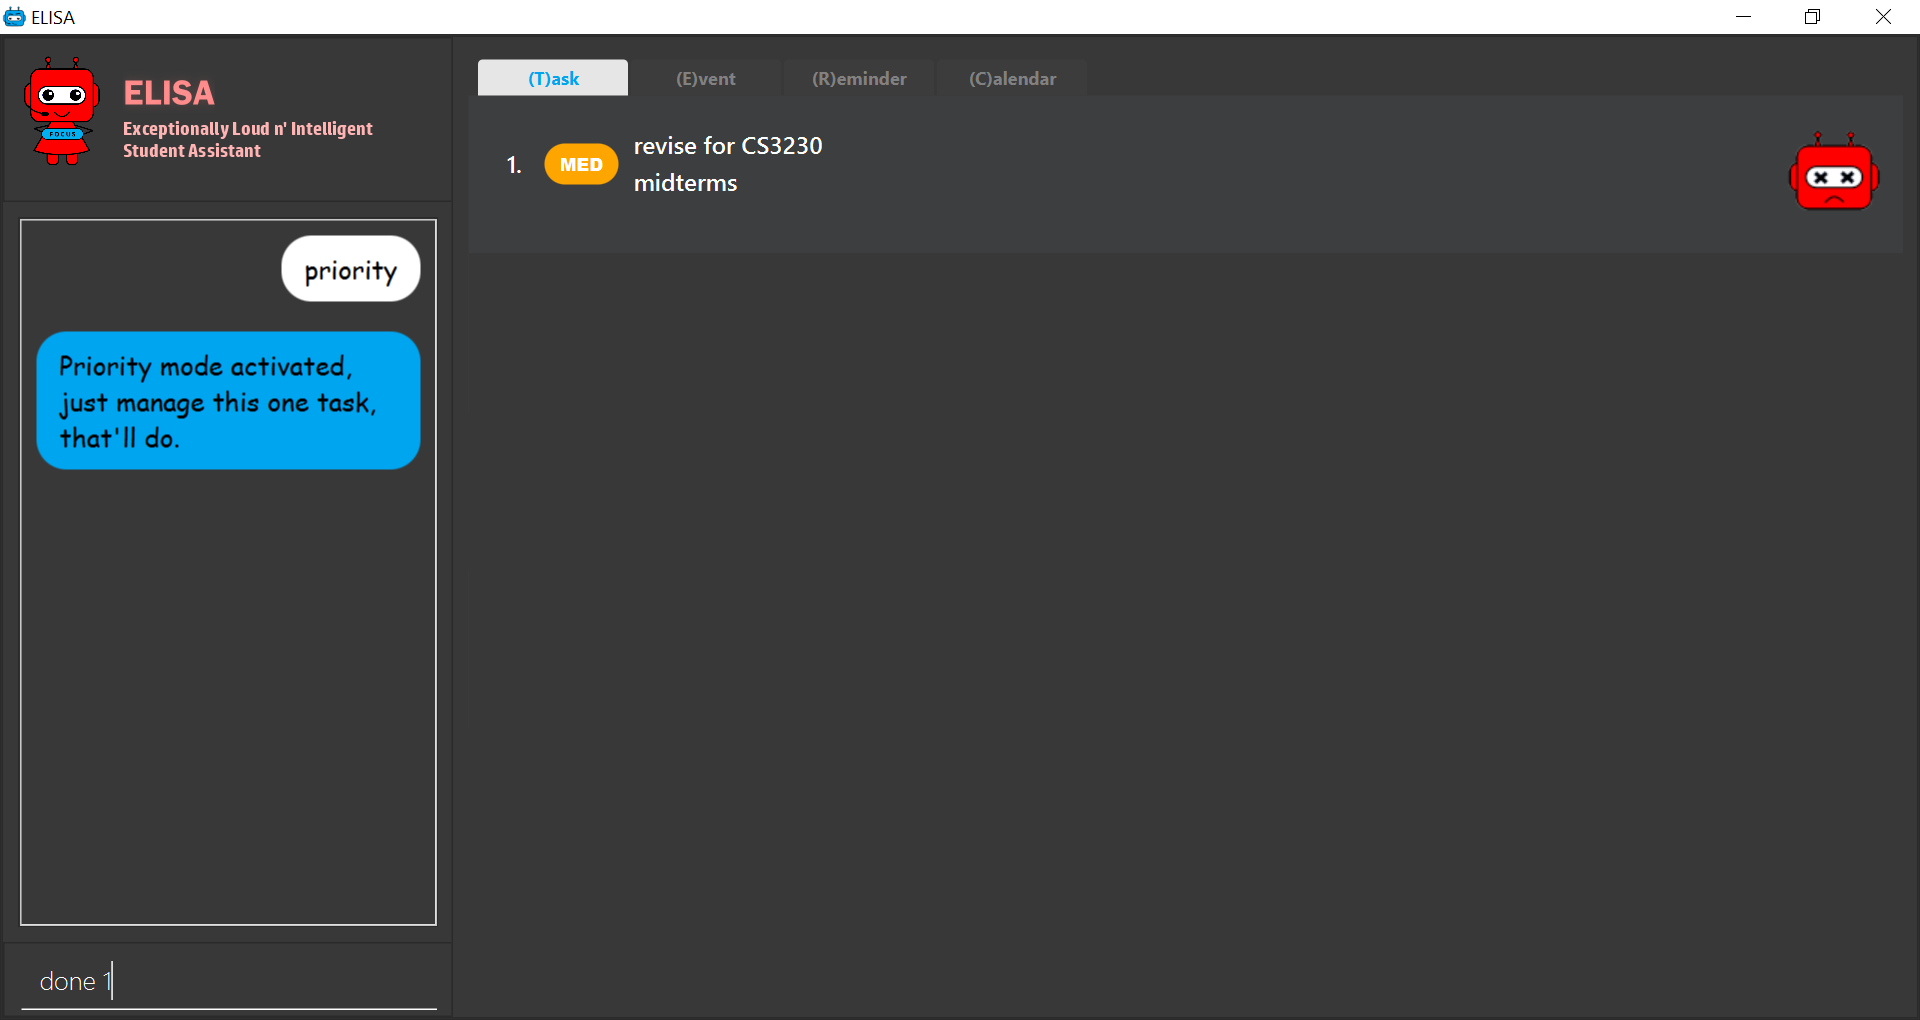 ELISA
ELISA
Exceptionally Loud n' Intelligent
Student Assistant
FOCUS
priority
Priority mode activated,
just manage this one task,
that'll do.
done 1
(T)ask (E)vent (R)eminder (C)alendar
1. MED revise for CS3230
midterms